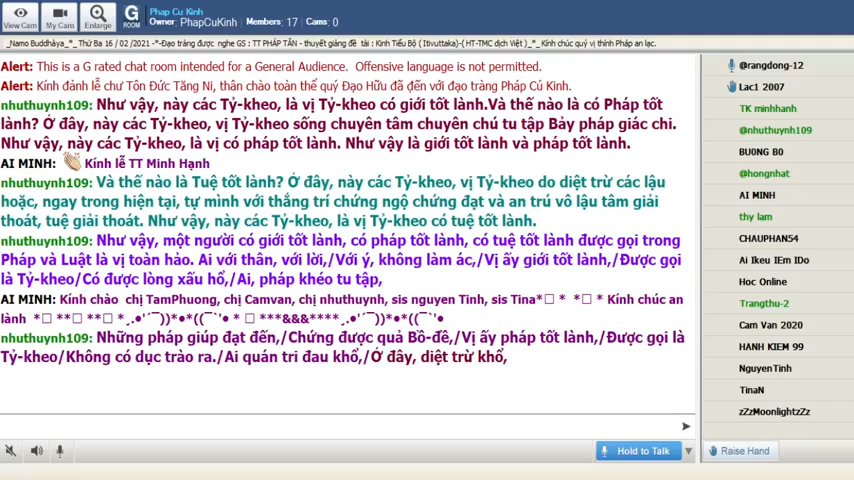 View Cam
My Cam
Enlarge
G
ROOM
Phap Cu Kinh
Owner: PhapCuKinh Members: 17 / Cams: 0
_Namo Buddhàya_*_ Thứ Ba 16 / 02 /2021 -*-Đạo tràng được nghe GS : TT PHÁP TÂN - thuyết giảng đề tài : Kinh Tiểu Bộ ( Itivuttaka)-( HT-TMC dịch Việt )_*_ Kính chúc quý vị thính Pháp an lạc.
Alert: This is a G rated chat room intended for a General Audience. Offensive language is not permitted.
Alert: Kính đảnh lễ chư Tôn Đức Tăng Ni, thân chào toàn thể quý Đạo Hữu đã đến với đạo tràng Pháp Cú Kinh.
nhuthuynh109: Như vậy, này các Tỷ-kheo, là vị Tỷ-kheo có giới tốt lành.Và thế nào là có Pháp tốt
lành? Ở đây, này các Tỷ-kheo, vị Tỷ-kheo sống chuyên tâm chuyên chú tu tập Bảy pháp giác chi.
Như vậy, này các Tỷ-kheo, là vị có pháp tốt lành. Như vậy là giới tốt lành và pháp tốt lành.
AI MINH: Kính lễ TT Minh Hạnh
nhuthuynh109: Và thế nào là Tuệ tốt lành? Ở đây, này các Tỷ-kheo, vị Tỷ-kheo do diệt trừ các lậu
hoặc, ngay trong hiện tại, tự mình với thắng trí chứng ngộ chứng đạt và an trú vô lậu tâm giải
thoát, tuệ giải thoát. Như vậy, này các Tỷ-kheo, là vị Tỷ-kheo có tuệ tốt lành.
nhuthuynh109: Như vậy, một người có giới tốt lành, có pháp tốt lành, có tuệ tốt lành được gọi trong
Pháp và Luật là vị toàn hảo. Ai với thân, với lời,/Với ý, không làm ác,/Vị ấy giới tốt lành,/Được gọi
là Tỷ-kheo/Có được lòng xấu hổ,/Ai, pháp khéo tu tập,
AI MINH: Kính chào chị TamPhuong, chị Camvan, chị nhuthuynh, sis nguyen Tinh, sis Tina*□ * *□ * Kính chúc an
lành *□ **□ **□ *¸.•'´¯))*•*((¯`'• * □ ***&&&****¸.•'´¯))*•*((¯`'•
nhuthuynh109: Những pháp giúp đạt đến,/Chứng được quả Bồ-đề,/Vị ấy pháp tốt lành,/Được gọi là
Tỷ-kheo/Không có dục trào ra./Ai quán tri đau khổ,/Ở đây, diệt trừ khổ,
Hold to Talk
@rangdong-12
Lac1 2007
TK minhhanh
@nhuthuynh109
BU0NG B0
@hongnhat
AI MINH
thy lam
CHAUPHAN54
Ai Ikeu IEm IDo
Hoc Online
Trangthu-2
Cam Van 2020
HANH KIEM 99
NguyenTinh
TinaN
zZzMoonlightzZz
Raise Hand